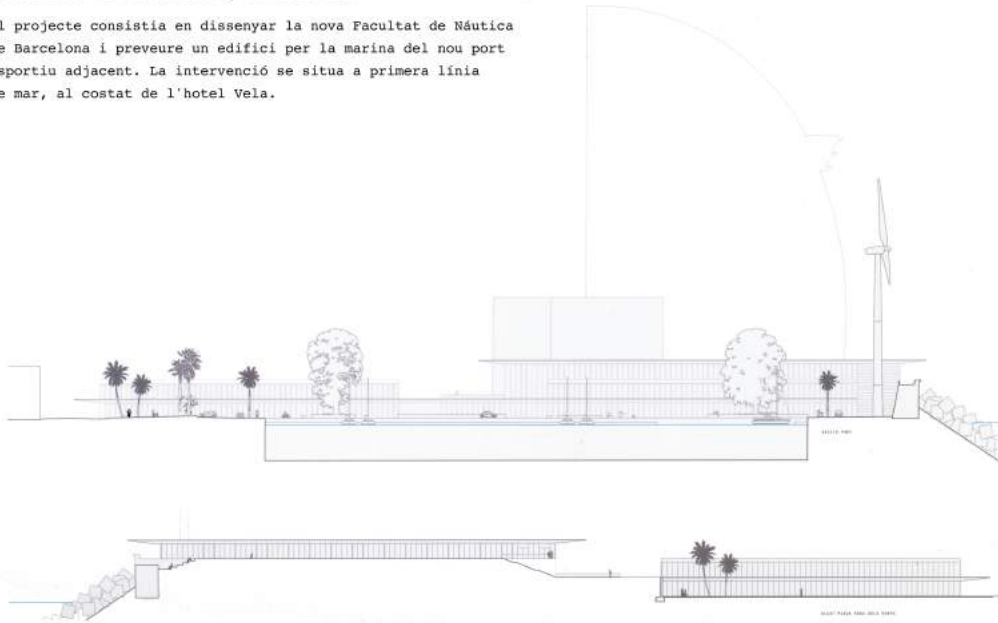 l projecte consistia en dissenyar la nova Facultat de Náutica
e Barcelona i preveure un edifici per la marina del nou port
sportiu adjacent. La intervenció se situa a primera línia
e mar, al costat de l'hotel Vela.